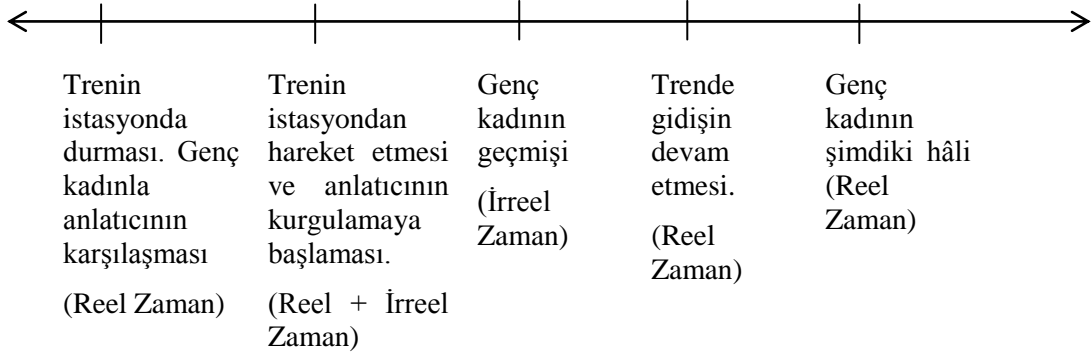 Trenin
istasyonda
durması. Genç
kadınla
anlatıcının
karşılaşması
(Reel Zaman)
Trenin
istasyondan
hareket etmesi
ve anlatıcının
kurgulamaya
başlaması.
(Reel + İrreel
Zaman)
Genç
kadının
geçmişi
(İrreel
Zaman)
Trende
gidişin
devam
etmesi.
(Reel
Zaman)
Genç
kadının
şimdiki hâli
(Reel
Zaman)